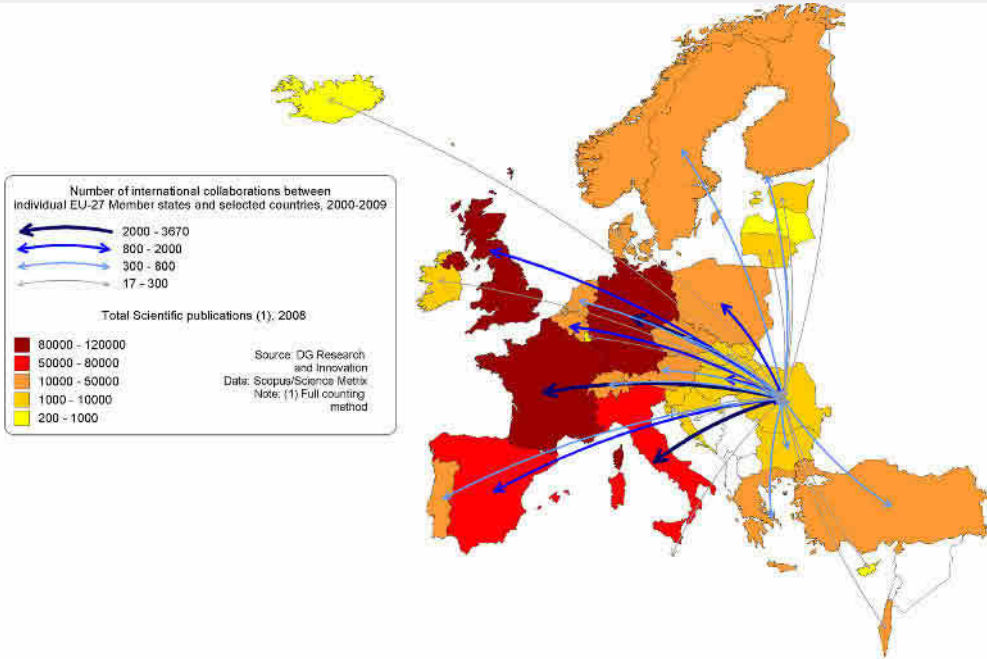 Number of international collaborations between
individual EU-27 Member states and selected countries, 2000-2009
2000 - 3670
800 - 2000
300 - 800
17 - 300
Total Scientific publications (1), 2008
80000 - 120000
50000 - 80000
10000 - 50000
1000 - 10000
200 - 1000
Source: DG Research
and Innovation
Data: Scopus/Science Metrix
Note: (1) Full counting
method